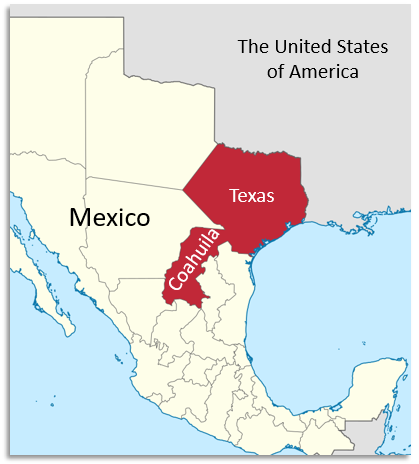 The United States
of America
Texas
Mexico
Coahuila